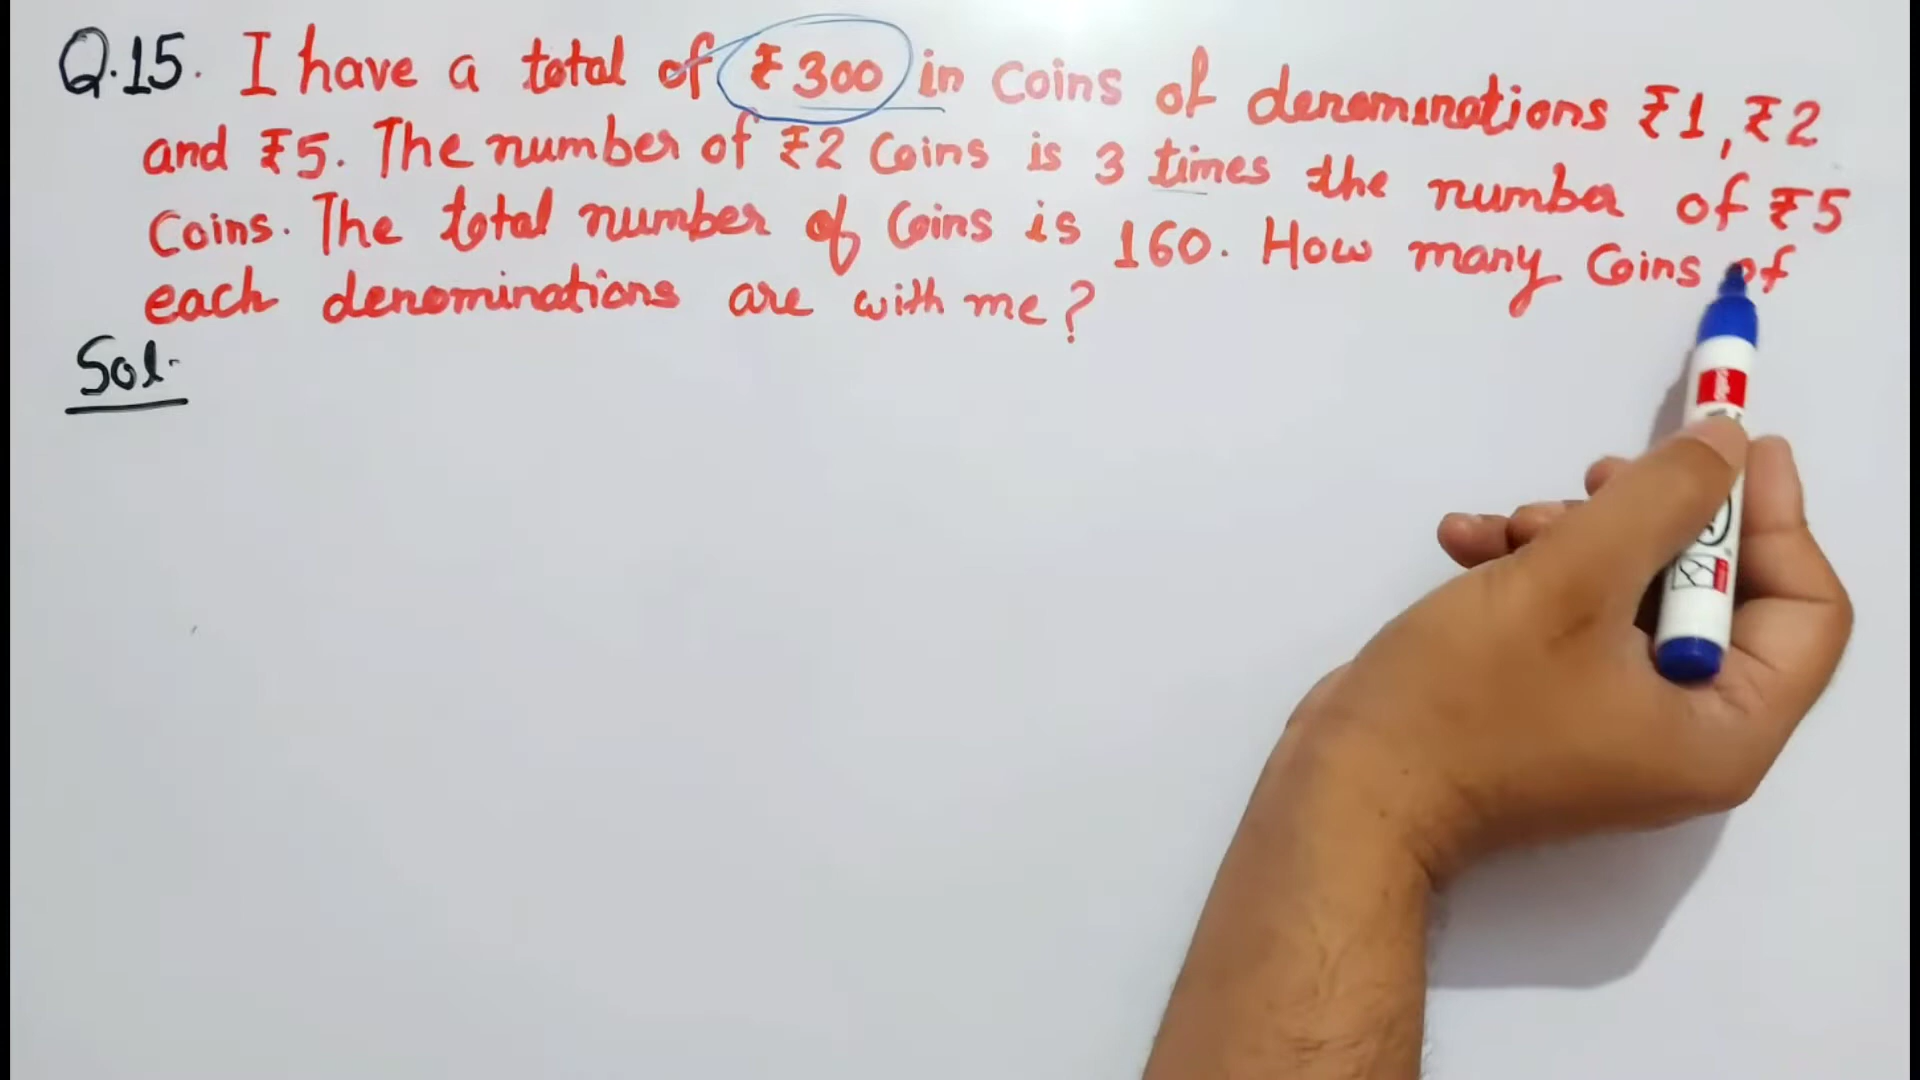 Q.15. I have a total of ₹300 in coins of denominations ₹1, ₹2
and ₹5. The number of ₹2 coins is 3 times the number of ₹5
Coins. The total number of coins is 160. How many coins of
each denominations are with me?
Sol.